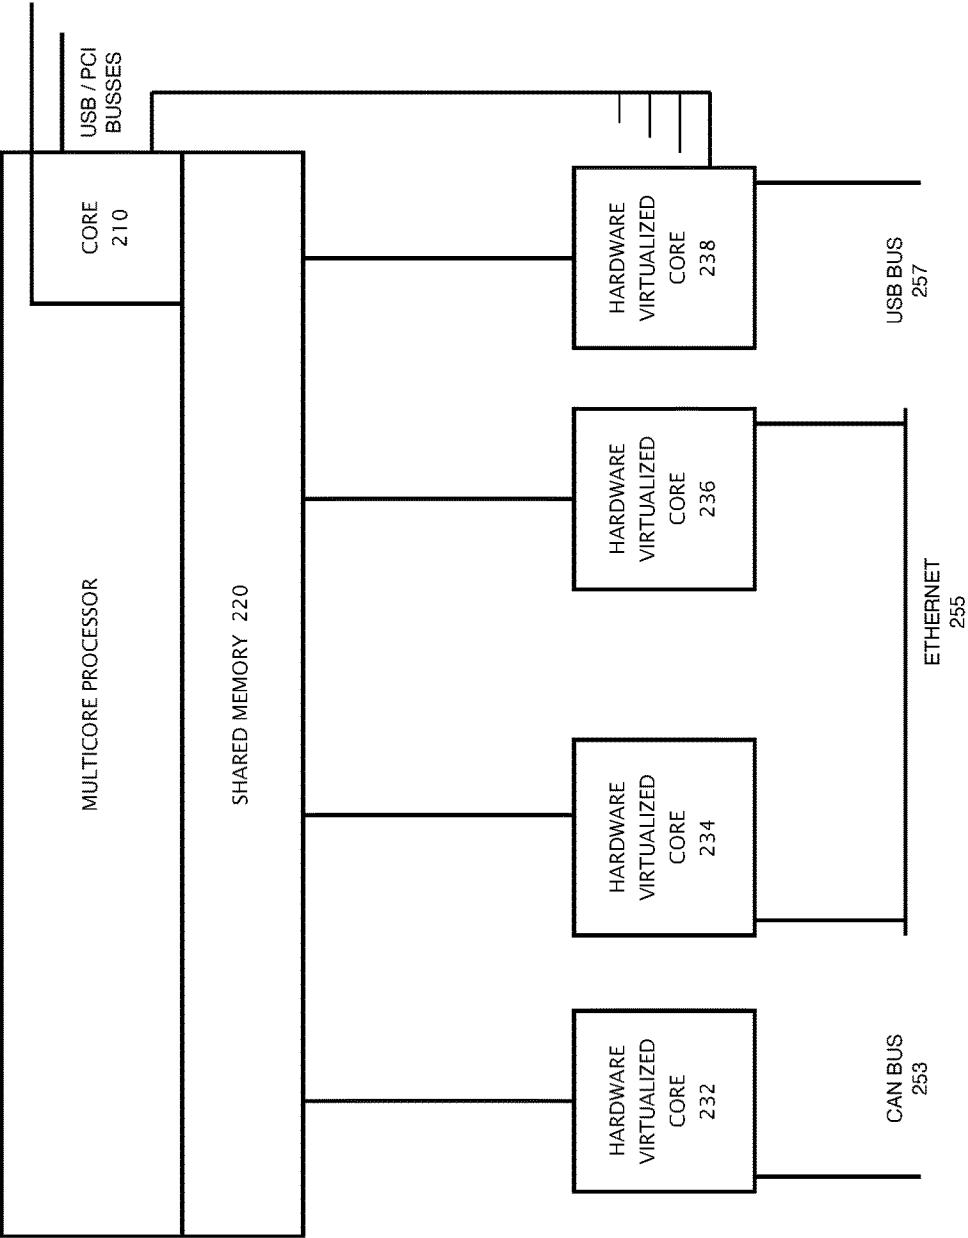 MULTICORE PROCESSOR
CORE
210
USB / PCI
BUSSES
SHARED MEMORY 220
HARDWARE
VIRTUALIZED
CORE
232
HARDWARE
VIRTUALIZED
CORE
234
HARDWARE
VIRTUALIZED
CORE
236
HARDWARE
VIRTUALIZED
CORE
238
CAN BUS
253
ETHERNET
255
USB BUS
257